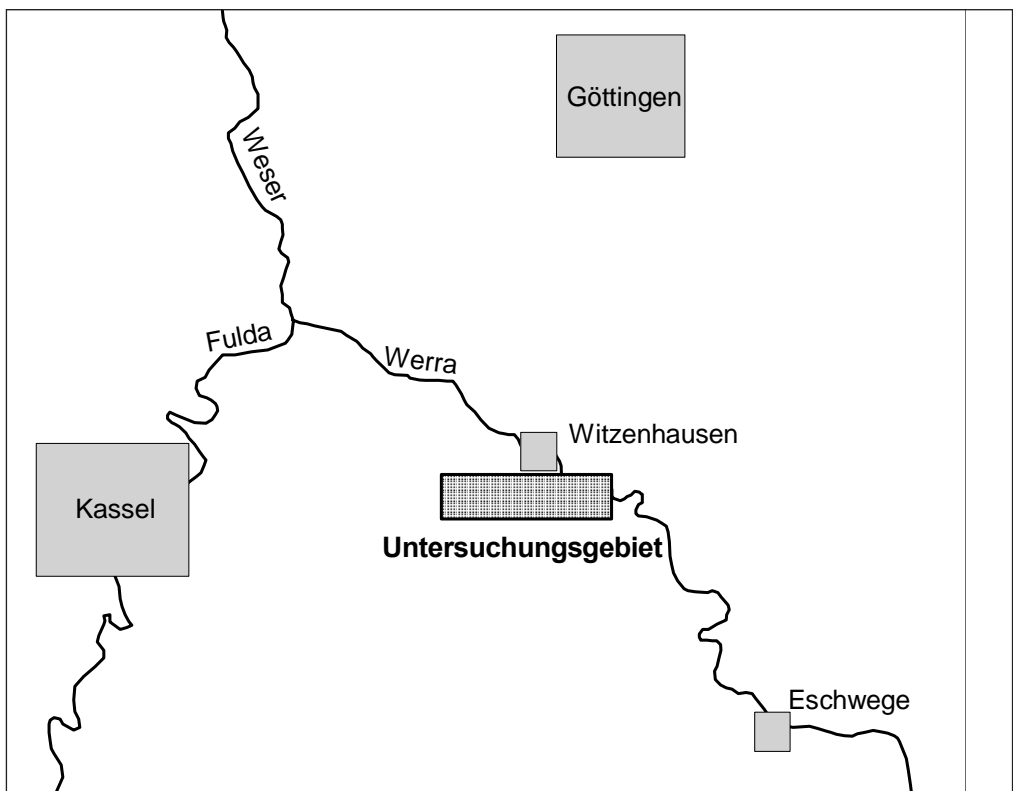 Göttingen
Weser
Fulda
Werra
Witzenhausen
Kassel
Untersuchungsgebiet
Eschwege